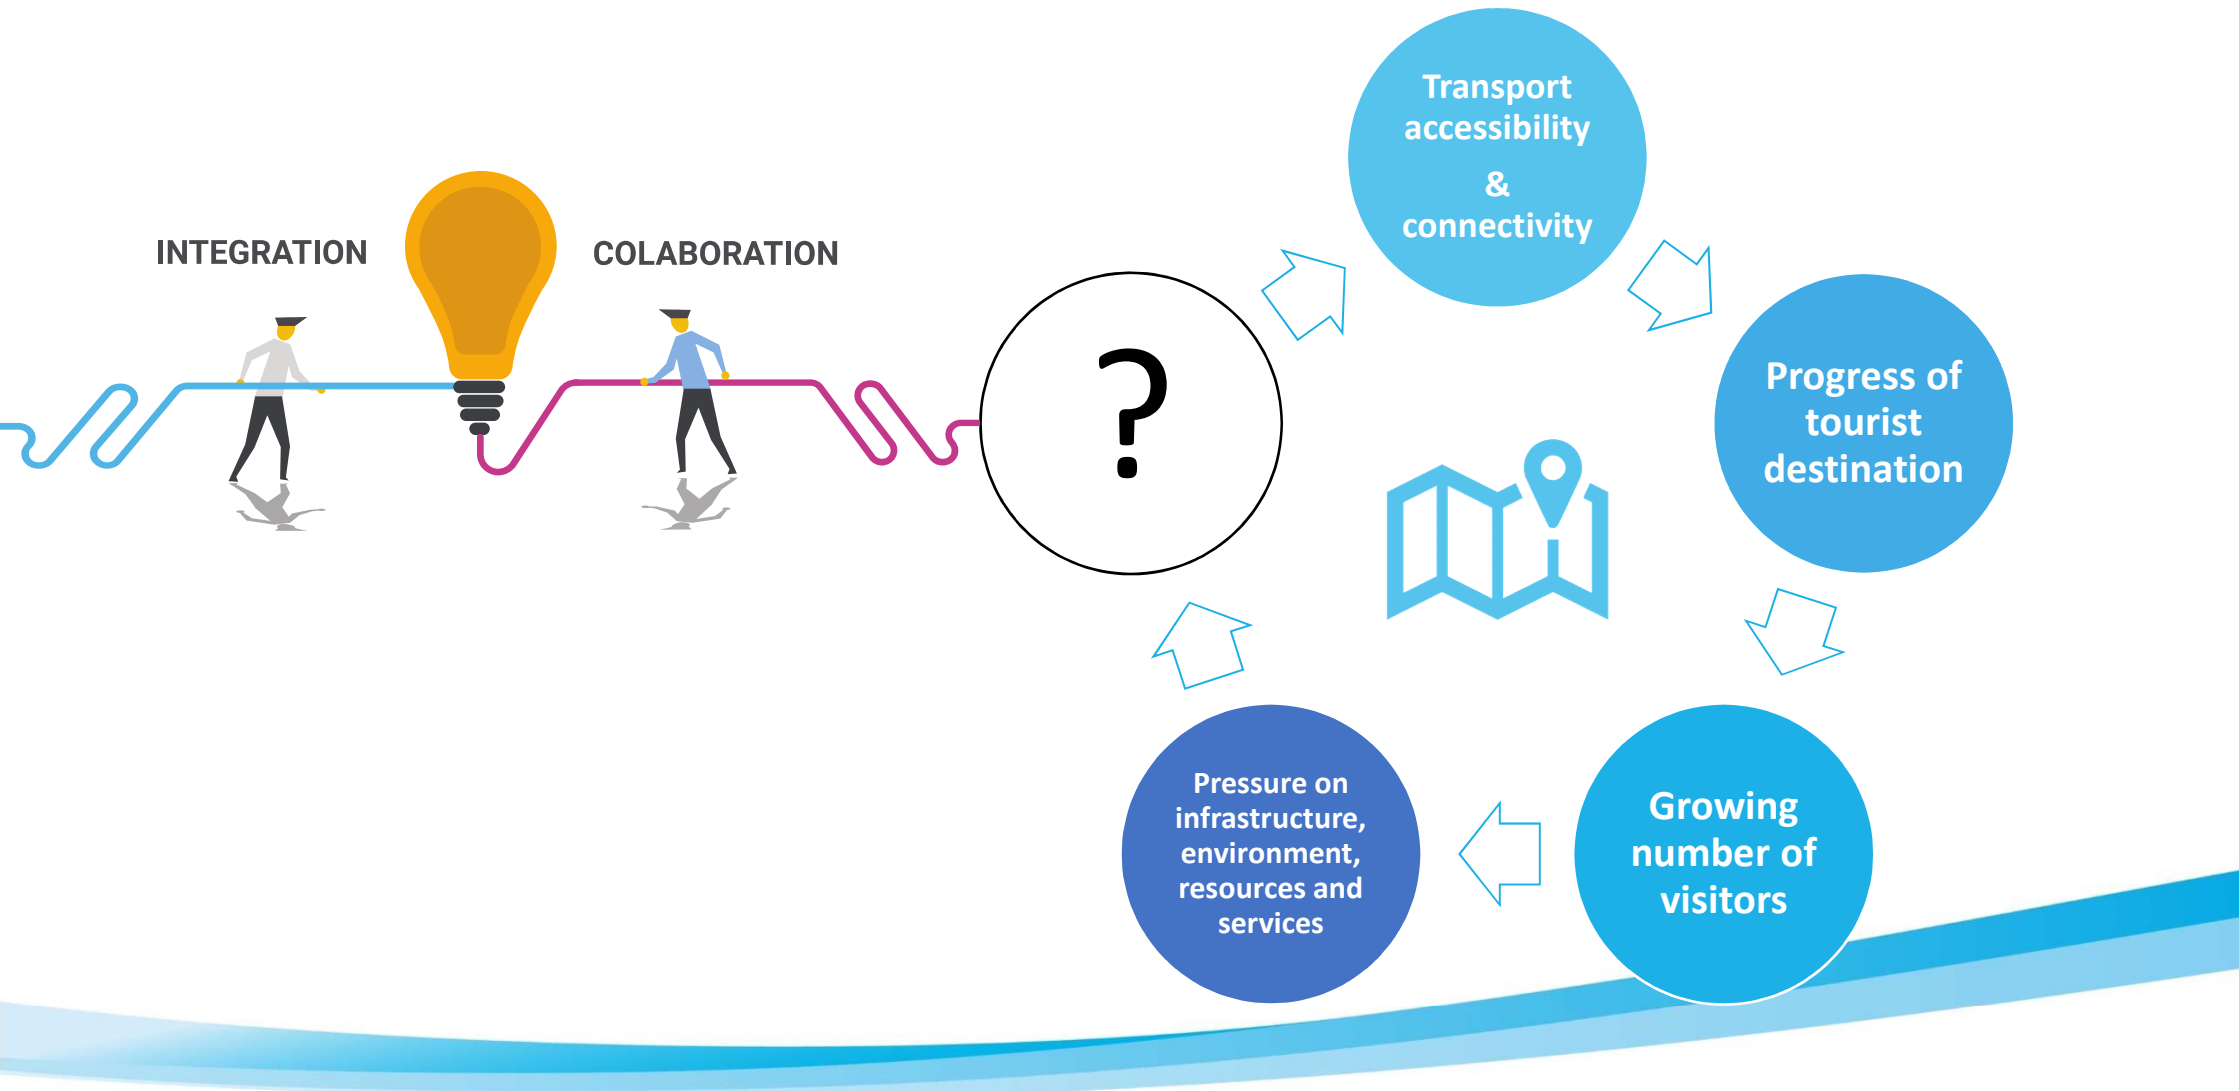 INTEGRATION
COLABORATION
?
Transport
accessibility
&
connectivity
Progress of
tourist
destination
Growing
number of
visitors
Pressure on
infrastructure,
environment,
resources and
services